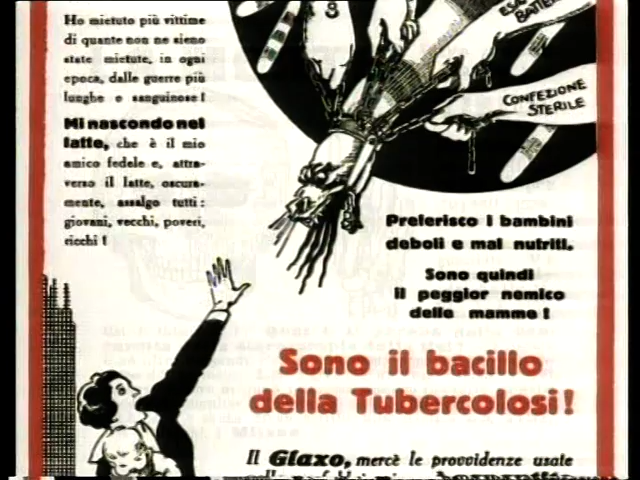 Ho mietuto più vittime
di quante non ne sieno
state mietute, in ogni
epoca, dalle guerre più
lunghe e sanguinose!
Mi nascondo nel
latte, che è il mio
amico fedele e, attra-
verso il latte, oscura-
mente, assalgo tutti:
giovani, vecchi, poveri,
ricchi!
8
CONFEZIONE
STERILE
Preferisco i bambini
deboli e mal nutriti.
Sono quindi
il peggior nemico
delle mamme!
Sono il bacillo
della Tubercolosi!
Il Glaxo, mercè le provvidenze usate